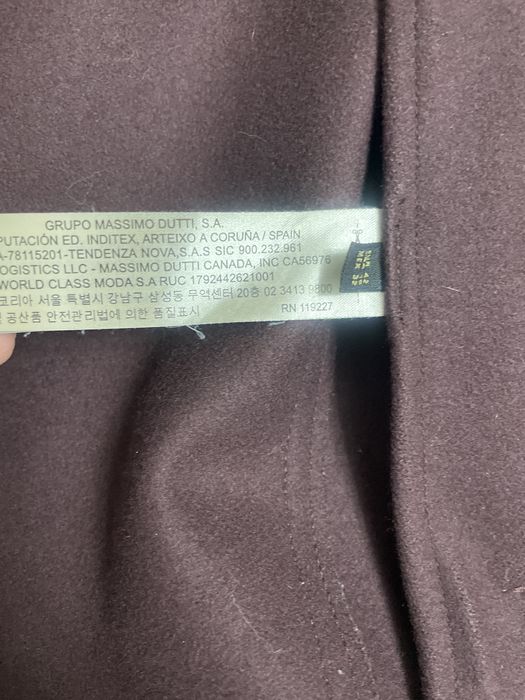 GRUPO MASSIMO DUTTI, S.A.
PUTACIÓN ED. INDITEX, ARTEIXO A CORUÑA / SPAIN
A-78115201-TENDENZA NOVA,S.A.S SIC 900.232.961
OGISTICS LLC - MASSIMO DUTTI CANADA, INC CA56976
WORLD CLASS MODA S.A RUC 1792442621001
코리아 서울 특별시 강남구 삼성동 무역센터 20층 02 3413 9800
공산품 안전관리법에 의한 품질표시
RN 119227